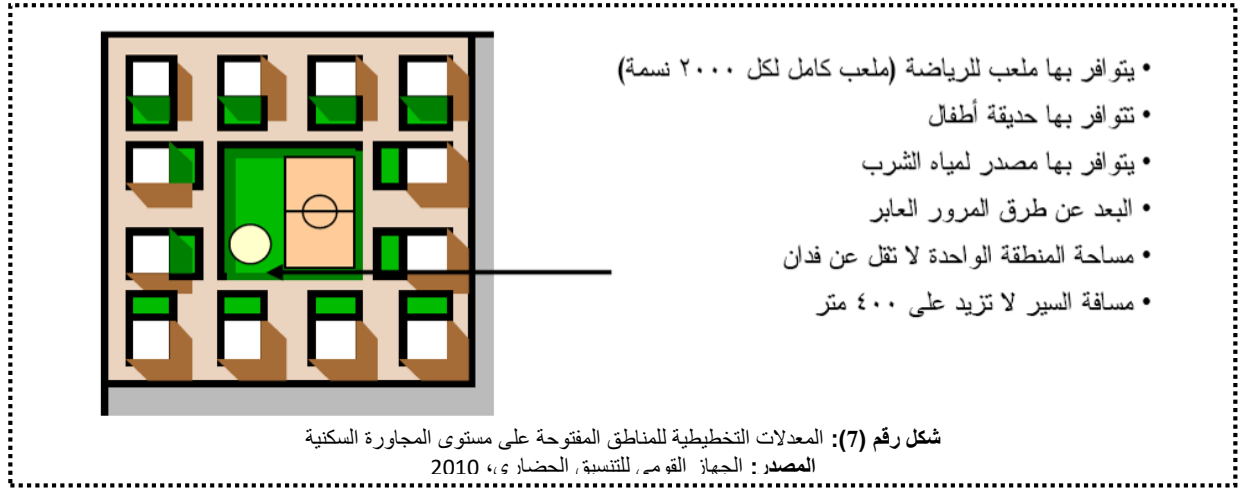 • يتوافر بها ملعب للرياضة (ملعب كامل لكل ٢٠٠٠ نسمة)
• تتوافر بها حديقة أطفال
• يتوافر بها مصدر لمياه الشرب
• البعد عن طرق المرور العابر
• مساحة المنطقة الواحدة لا تقل عن فدان
• مسافة السير لا تزيد على ٤٠٠ متر
شكل رقم (7): المعدلات التخطيطية للمناطق المفتوحة على مستوى المجاورة السكنية
المصدر: الجهاز القومي للتنسيق الحضاري، 2010